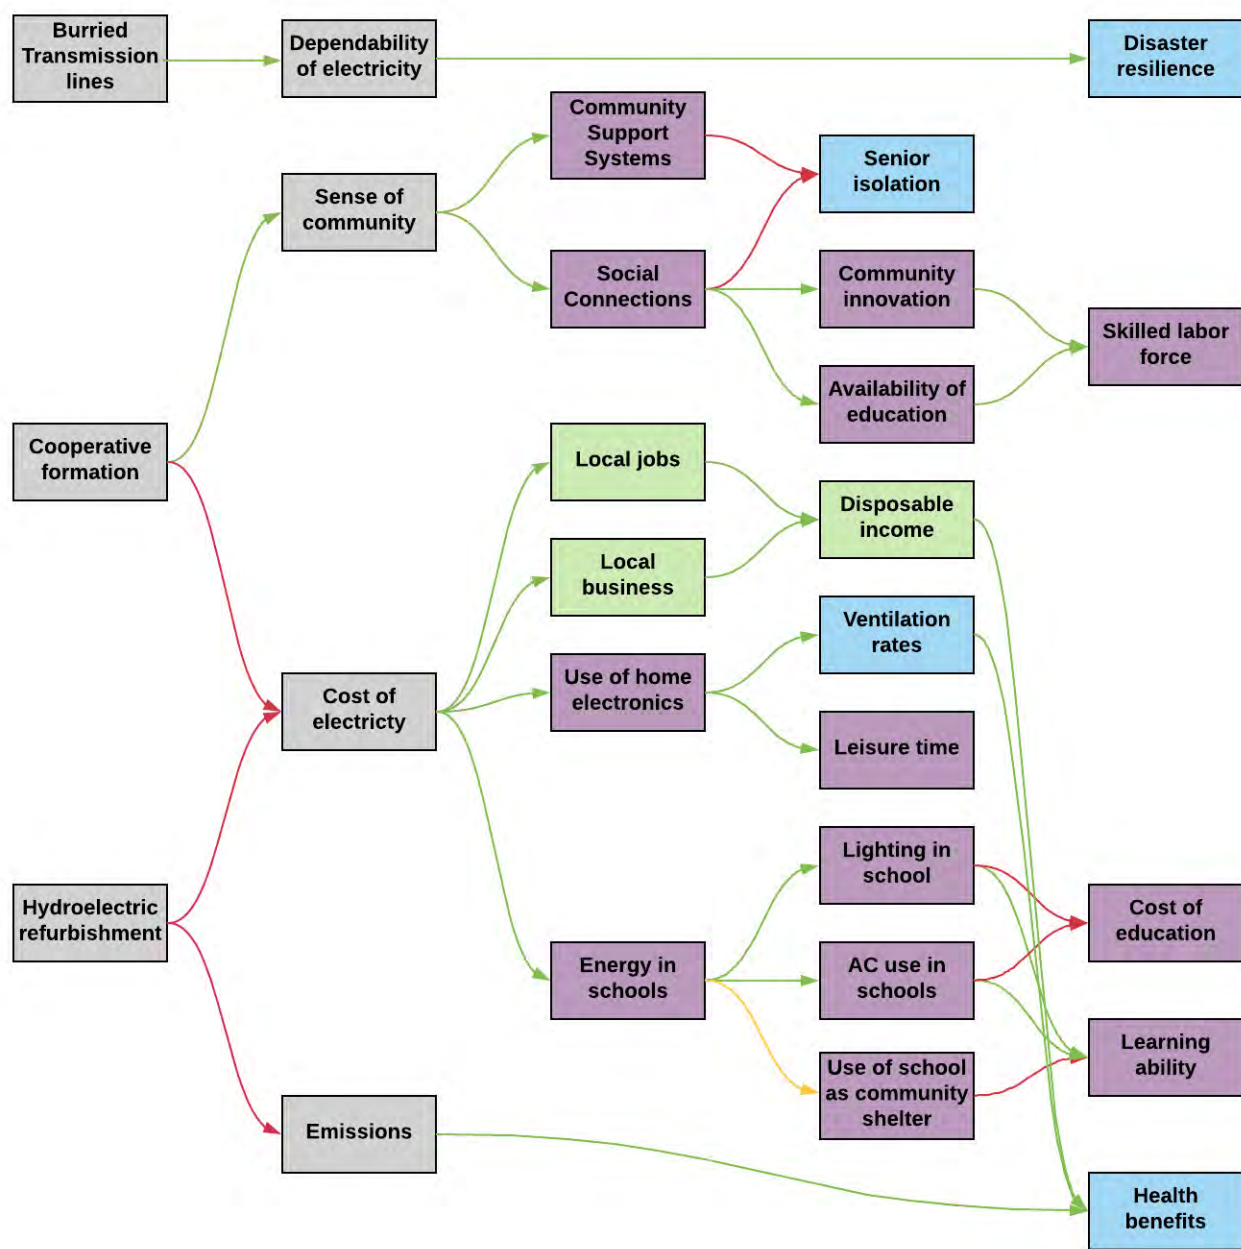 Burried
Transmission
lines
Dependability
of electricity
Disaster
resilience
Community
Support
Systems
Senior
isolation
Sense of
community
Social
Connections
Community
innovation
Skilled labor
force
Availability of
education
Cooperative
formation
Local jobs
Disposable
income
Local
business
Ventilation
rates
Use of home
electronics
Cost of
electricty
Leisure time
Lighting in
school
Hydroelectric
refurbishment
Cost of
education
Energy in
schools
AC use in
schools
Learning
ability
Use of school
as community
shelter
Emissions
Health
benefits